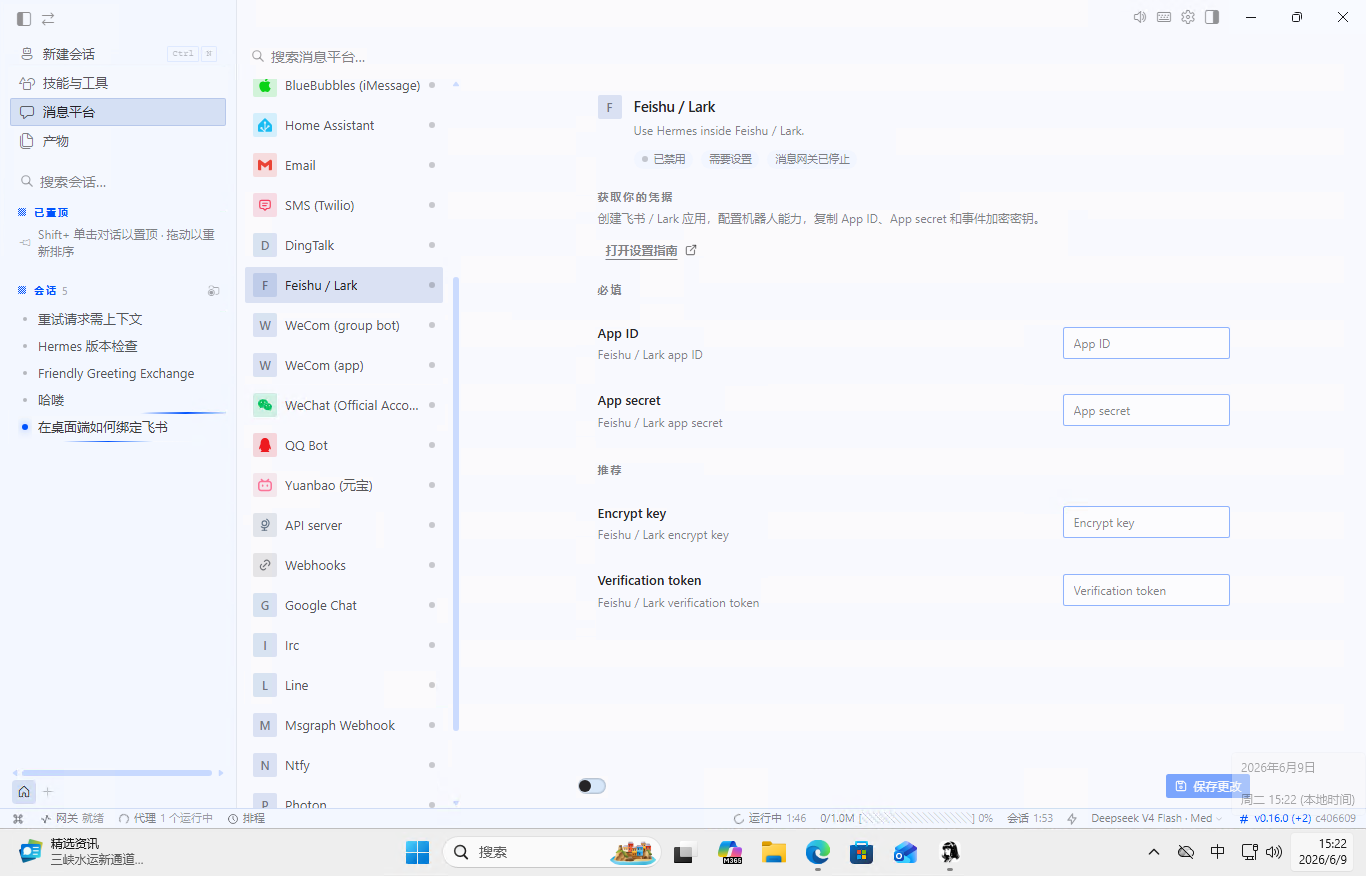 新建会话
Ctrl
技能与工具
消息平台
产物
搜索会话...
已置顶
Shift+ 单击对话以置顶 · 拖动以重
新排序
会话 5
重试请求需上下文
Hermes 版本检查
Friendly Greeting Exchange
哈喽
在桌面端如何绑定飞书
搜索消息平台...
BlueBubbles (iMessage)
Home Assistant
Email
SMS (Twilio)
D DingTalk
F Feishu / Lark
W WeCom (group bot)
W WeCom (app)
WeChat (Official Acco...
QQ Bot
Yuanbao (元宝)
API server
Webhooks
G Google Chat
I Irc
L Line
M Msgraph Webhook
N Ntfy
P Photon
F Feishu / Lark
Use Hermes inside Feishu / Lark.
已禁用 需要设置 消息网关已停止
获取你的凭据
创建飞书 / Lark 应用，配置机器人能力，复制 App ID、App secret 和事件加密密钥。
打开设置指南
必填
App ID
Feishu / Lark app ID
App ID
App secret
Feishu / Lark app secret
App secret
推荐
Encrypt key
Feishu / Lark encrypt key
Encrypt key
Verification token
Feishu / Lark verification token
Verification token
保存更改
2026年6月9日
周二 15:22 (本地时间)
网关 就绪 代理 1 个运行中 排程
运行中 1:46 0/1.0M [ ] 0% 会话 1:53 Deepseek V4 Flash · Med # v0.16.0 (+2) c406609
精选资讯
三峡水运新通道...
搜索
M365
中
15:22
2026/6/9